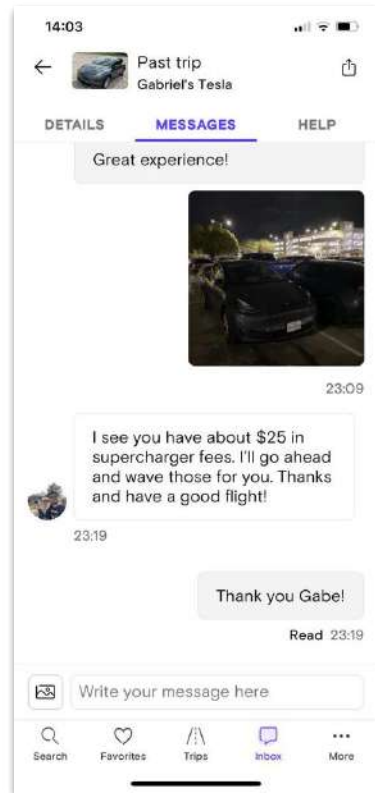 14:03
Past trip
Gabriel's Tesla
DETAILS
MESSAGES
HELP
Great experience!
23:09
I see you have about $25 in
supercharger fees. I'll go ahead
and wave those for you. Thanks
and have a good flight!
23:19
Thank you Gabe!
Read 23:19
Write your message here
Search
Favorites
Trips
Inbox
More